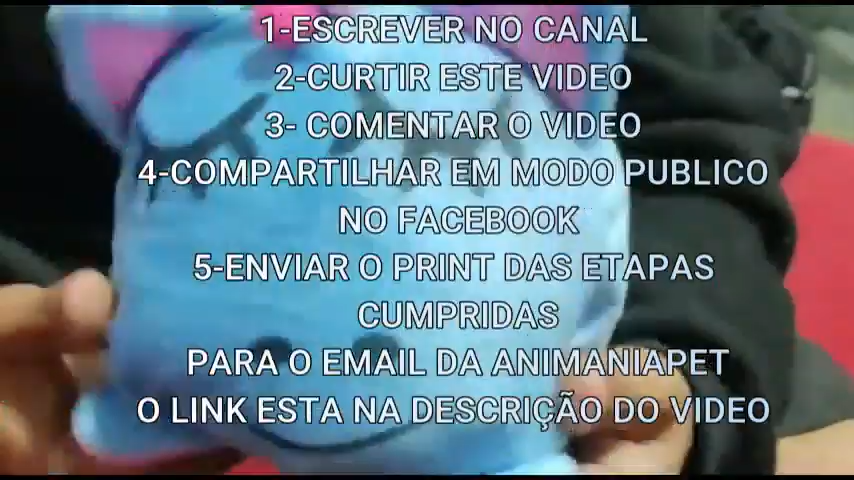 1-ESCREVER NO CANAL
2-CURTIR ESTE VIDEO
3- COMENTAR O VIDEO
4-COMPARTILHAR EM MODO PUBLICO
NO FACEBOOK
5-ENVIAR O PRINT DAS ETAPAS
CUMPRIDAS
PARA O EMAIL DA ANIMANIAPET
O LINK ESTA NA DESCRIÇÃO DO VIDEO